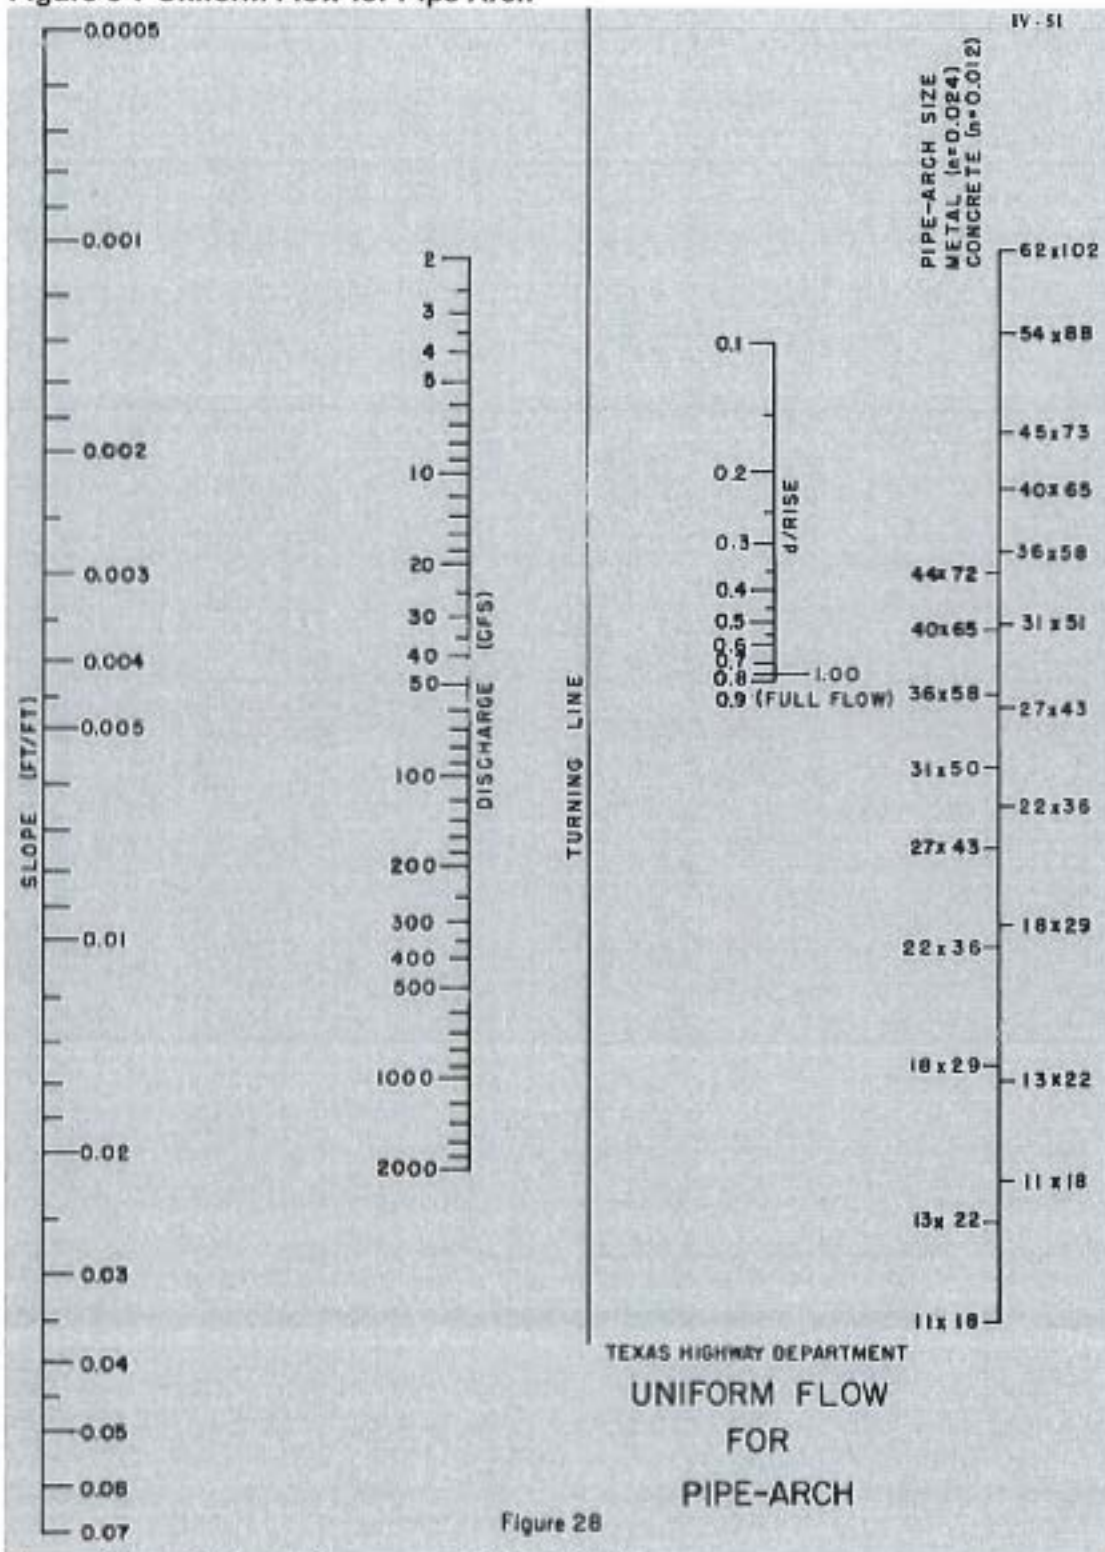 IV - 51
0.0005
0.001
0.002
0.003
0.004
0.005
0.01
0.02
0.03
0.04
0.05
0.06
0.07
SLOPE (FT/FT)
2
3
4
5
10
20
30
40
50
100
200
300
400
500
1000
2000
DISCHARGE (CFS)
TURNING LINE
0.1
0.2
0.3
0.4
0.5
0.6
0.7
0.8
0.9 (FULL FLOW)
1.00
d/RISE
PIPE-ARCH SIZE
METAL (n=0.024)
CONCRETE (n=0.012)
44x72
40x65
36x58
31x50
27x43
22x36
18x29
13x22
11x18
62x102
54x88
45x73
40x65
36x58
31x51
27x43
22x36
18x29
13x22
11x18
TEXAS HIGHWAY DEPARTMENT
UNIFORM FLOW
FOR
PIPE-ARCH
Figure 28